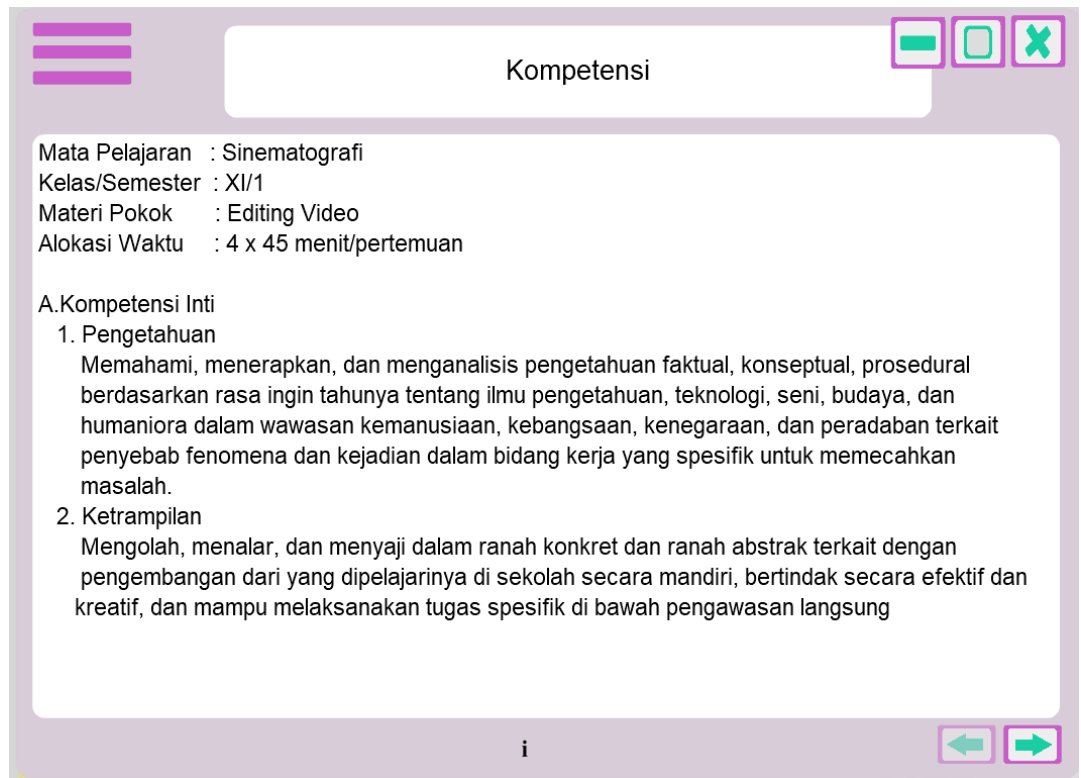 Kompetensi
Mata Pelajaran : Sinematografi
Kelas/Semester : XI/1
Materi Pokok : Editing Video
Alokasi Waktu : 4 x 45 menit/pertemuan
A.Kompetensi Inti
1. Pengetahuan
Memahami, menerapkan, dan menganalisis pengetahuan faktual, konseptual, prosedural
berdasarkan rasa ingin tahunya tentang ilmu pengetahuan, teknologi, seni, budaya, dan
humaniora dalam wawasan kemanusiaan, kebangsaan, kenegaraan, dan peradaban terkait
penyebab fenomena dan kejadian dalam bidang kerja yang spesifik untuk memecahkan
masalah.
2. Ketrampilan
Mengolah, menalar, dan menyaji dalam ranah konkret dan ranah abstrak terkait dengan
pengembangan dari yang dipelajarinya di sekolah secara mandiri, bertindak secara efektif dan
kreatif, dan mampu melaksanakan tugas spesifik di bawah pengawasan langsung
i